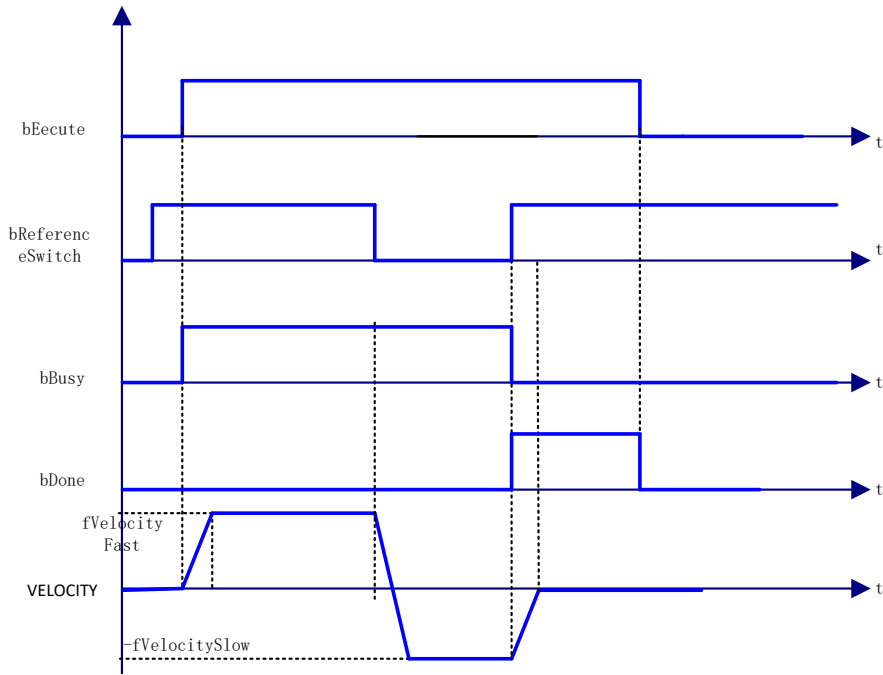 bEecute
t
bReferenc
eSwitch
t
bBusy
t
bDone
t
fVelocity
Fast
VELOCITY
t
-fVelocitySlow